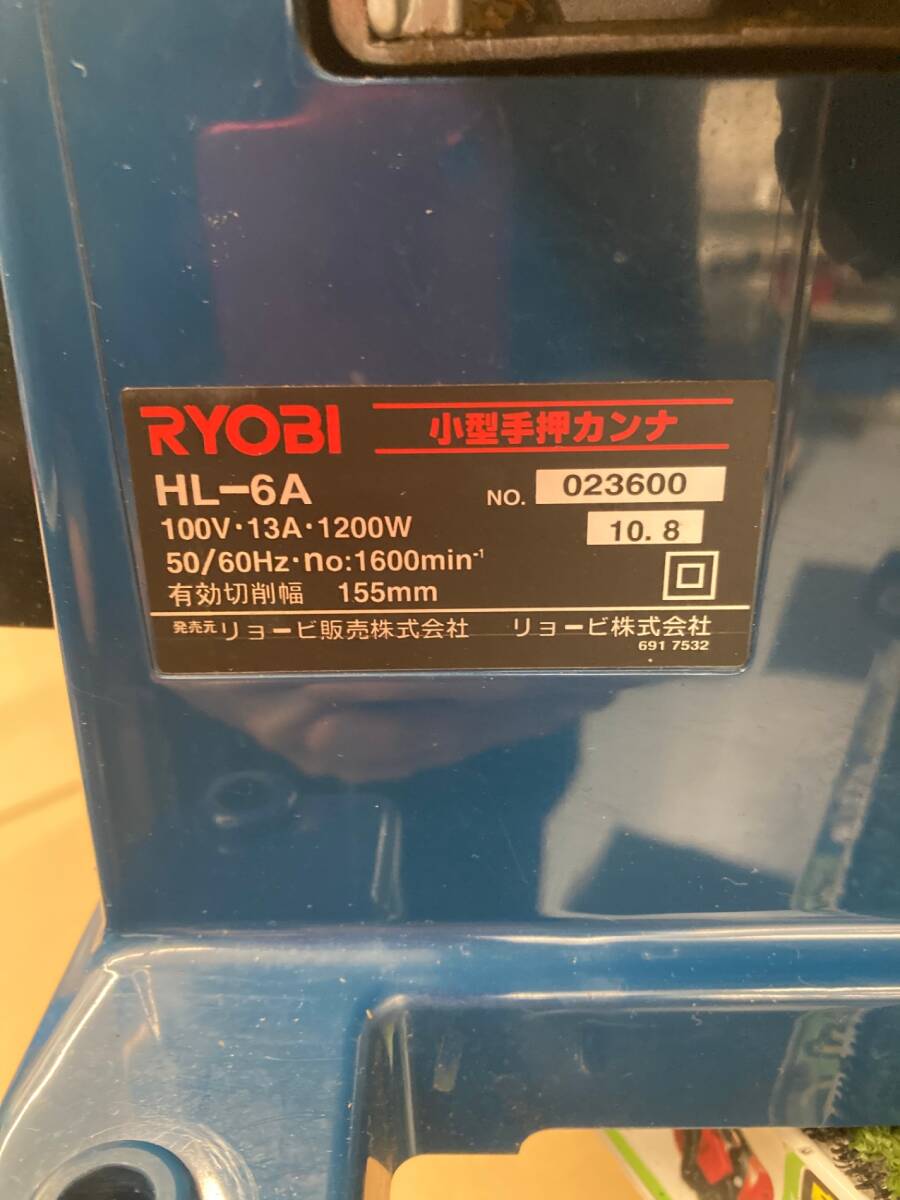 RYOBI 小型手押カンナ
HL-6A NO. 023600
100V・13A・1200W 10. 8
50/60Hz・no:1600min⁻¹
有効切削幅 155mm
発売元 リョービ販売株式会社 リョービ株式会社
691 7532